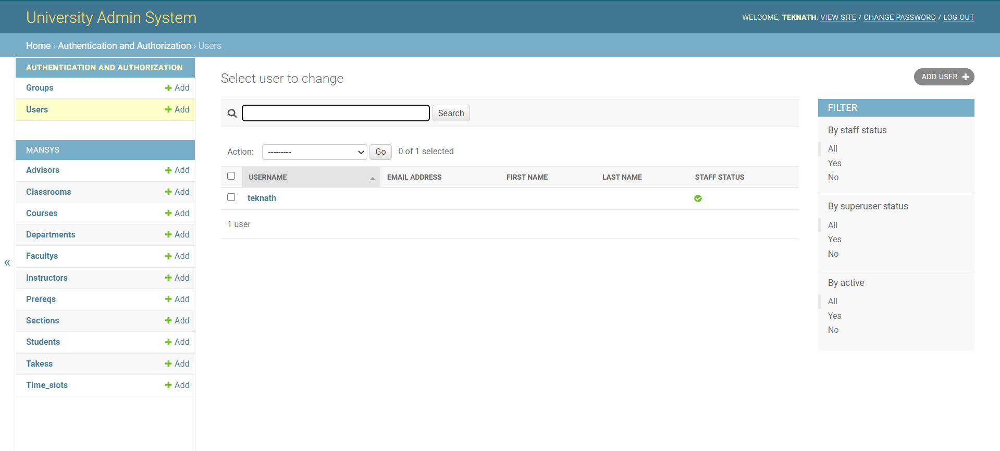 University Admin System
WELCOME, TEKNATH. VIEW SITE / CHANGE PASSWORD / LOG OUT
Home › Authentication and Authorization › Users
«
AUTHENTICATION AND AUTHORIZATION
Groups Add
Users Add
MANSYS
Advisors Add
Classrooms Add
Courses Add
Departments Add
Facultys Add
Instructors Add
Prereqs Add
Sections Add
Students Add
Takess Add
Time_slots Add
Select user to change
ADD USER
Search
Action: --------- Go 0 of 1 selected
USERNAME EMAIL ADDRESS FIRST NAME LAST NAME STAFF STATUS
teknath
1 user
FILTER
By staff status
All
Yes
No
By superuser status
All
Yes
No
By active
All
Yes
No